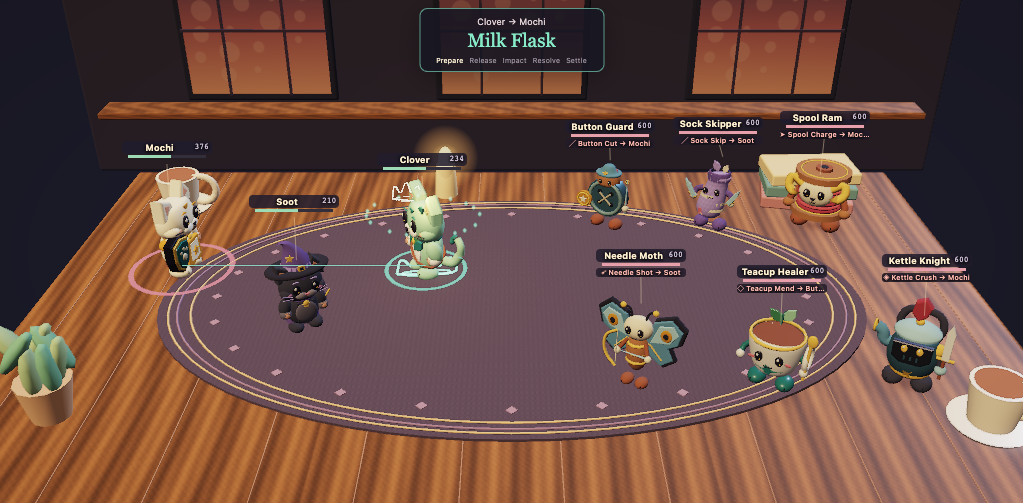 Clover → Mochi
Milk Flask
Prepare Release Impact Resolve Settle
Mochi 376
Soot 210
Clover 234
Button Guard 600
Button Cut → Mochi
Sock Skipper 600
Sock Skip → Soot
Spool Ram 600
Spool Charge → Moc...
Needle Moth 600
Needle Shot → Soot
Teacup Healer 600
Teacup Mend → But...
Kettle Knight 600
Kettle Crush → Mochi